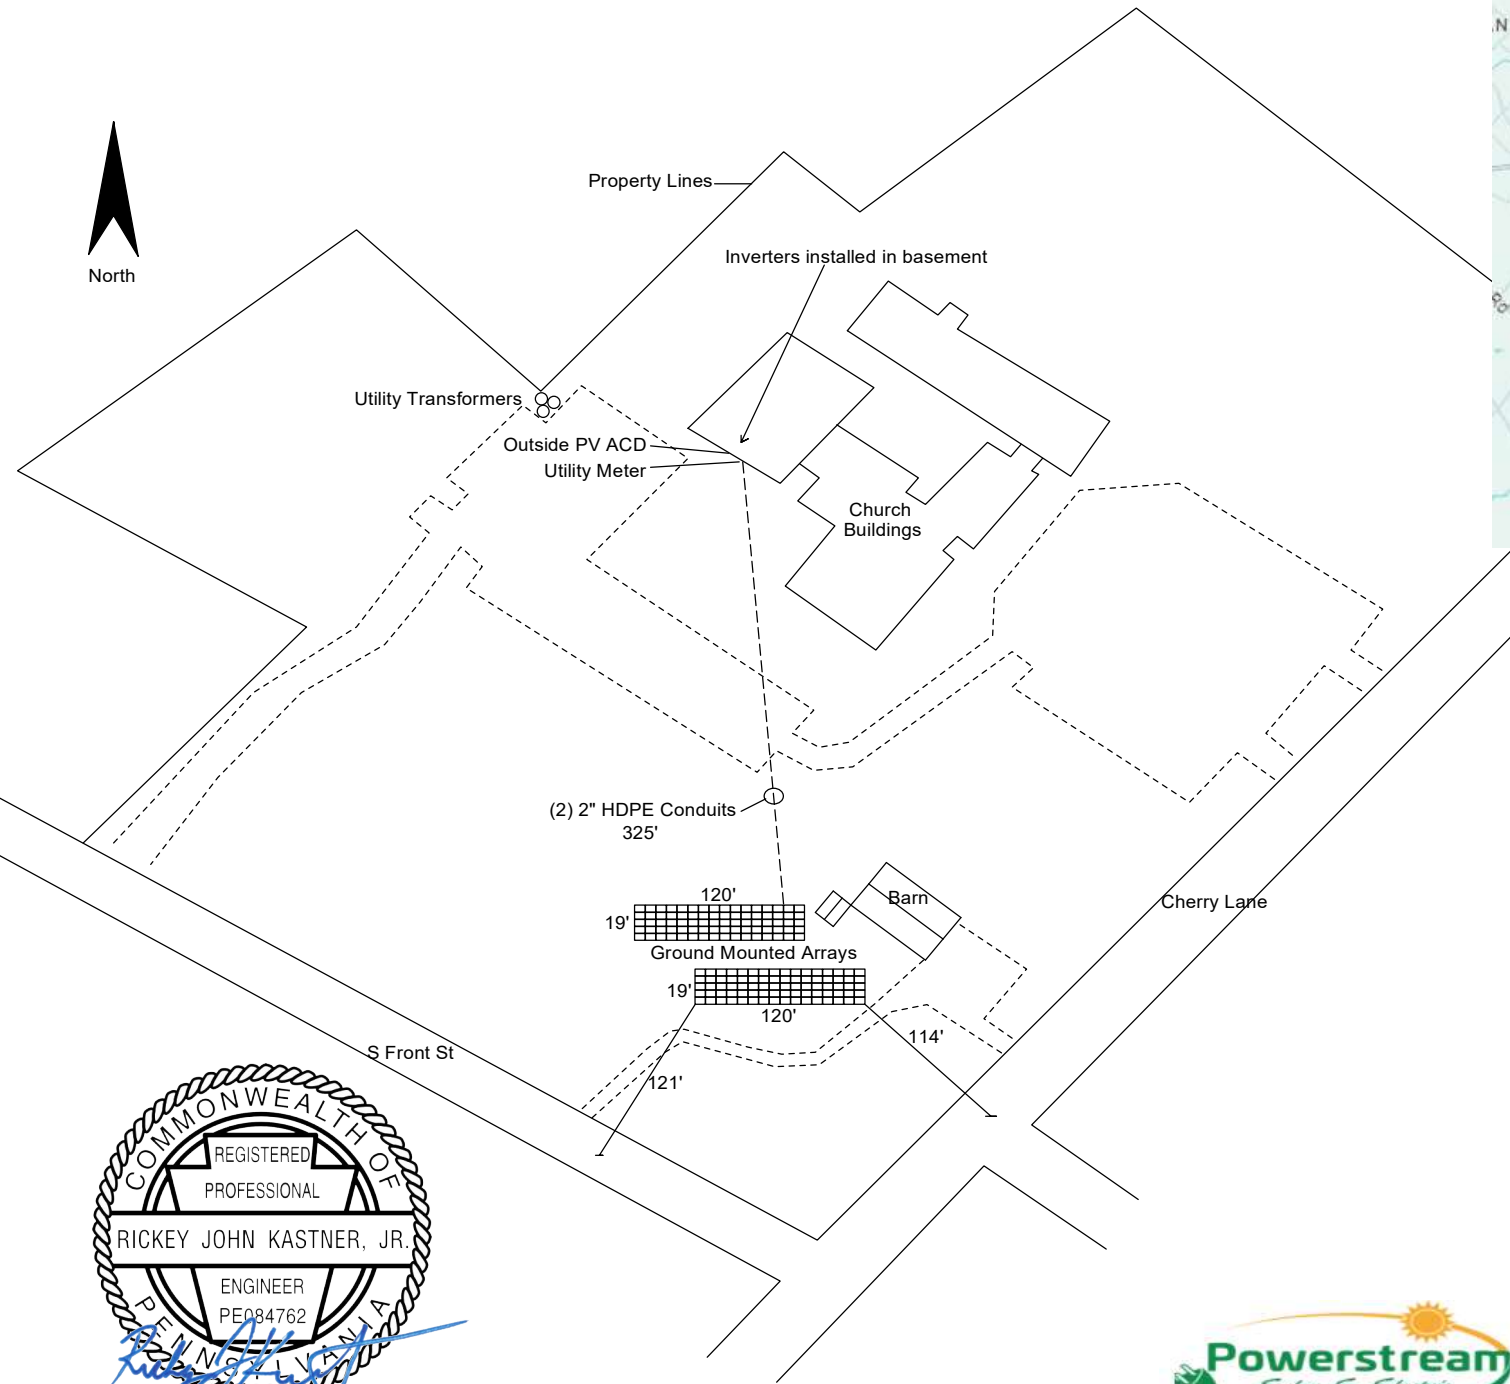 Property Lines
North
Inverters installed in basement
Utility Transformers
Outside PV ACD
Utility Meter
Church
Buildings
(2) 2" HDPE Conduits
325'
120'
19'
Barn
Cherry Lane
Ground Mounted Arrays
19'
120'
114'
S Front St
121'
COMMONWEALTH OF
REGISTERED
PROFESSIONAL
RICKEY JOHN KASTNER, JR.
ENGINEER
PE084762
PENNSYLVANIA
Powerstream